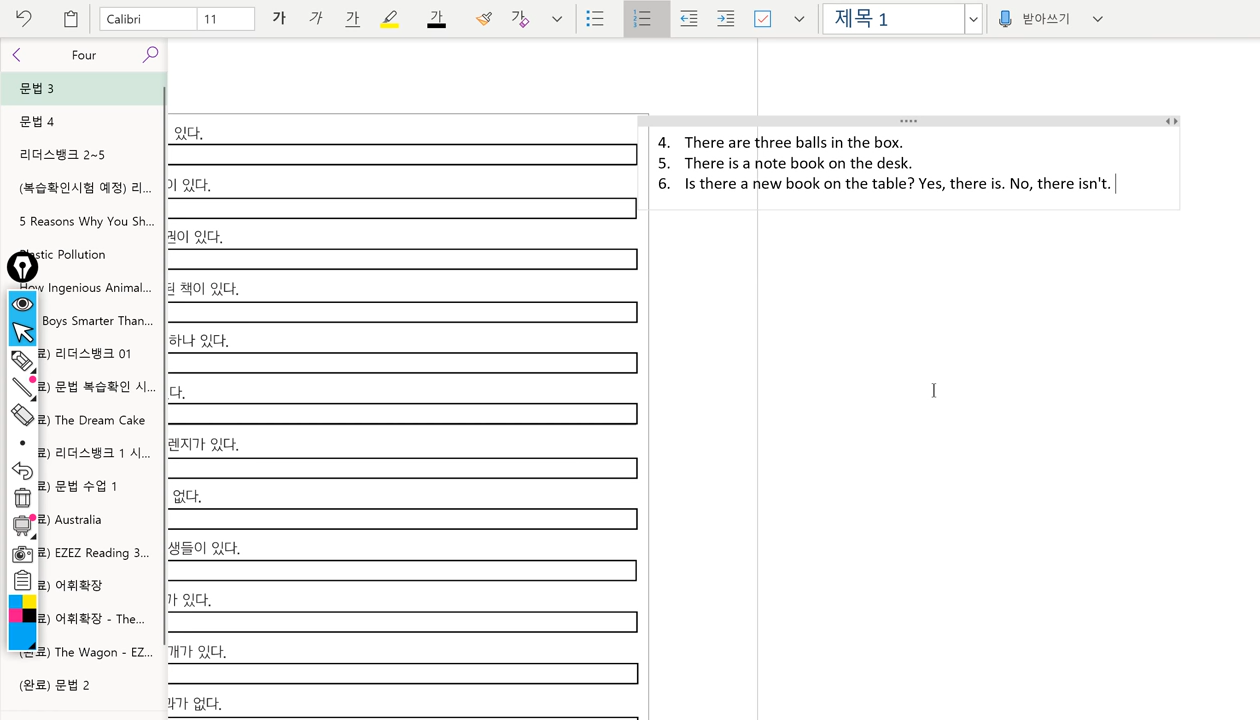 Calibri
11
가 가 가 가 가
제목 1
받아쓰기
Four
문법 3
문법 4
리더스뱅크 2~5
(복습확인시험 예정) 리...
5 Reasons Why You Sh...
Plastic Pollution
How Ingenious Animal...
Boys Smarter Than...
료) 리더스뱅크 01
료) 문법 복습확인 시...
료) The Dream Cake
료) 리더스뱅크 1 시...
료) 문법 수업 1
료) Australia
료) EZEZ Reading 3...
료) 어휘확장
료) 어휘확장 - The...
(완료) The Wagon - EZ...
(완료) 문법 2
있다.
이 있다.
권이 있다.
책이 있다.
하나 있다.
다.
렌지가 있다.
없다.
생들이 있다.
가 있다.
개가 있다.
과가 없다.
4. There are three balls in the box.
5. There is a note book on the desk.
6. Is there a new book on the table? Yes, there is. No, there isn't.